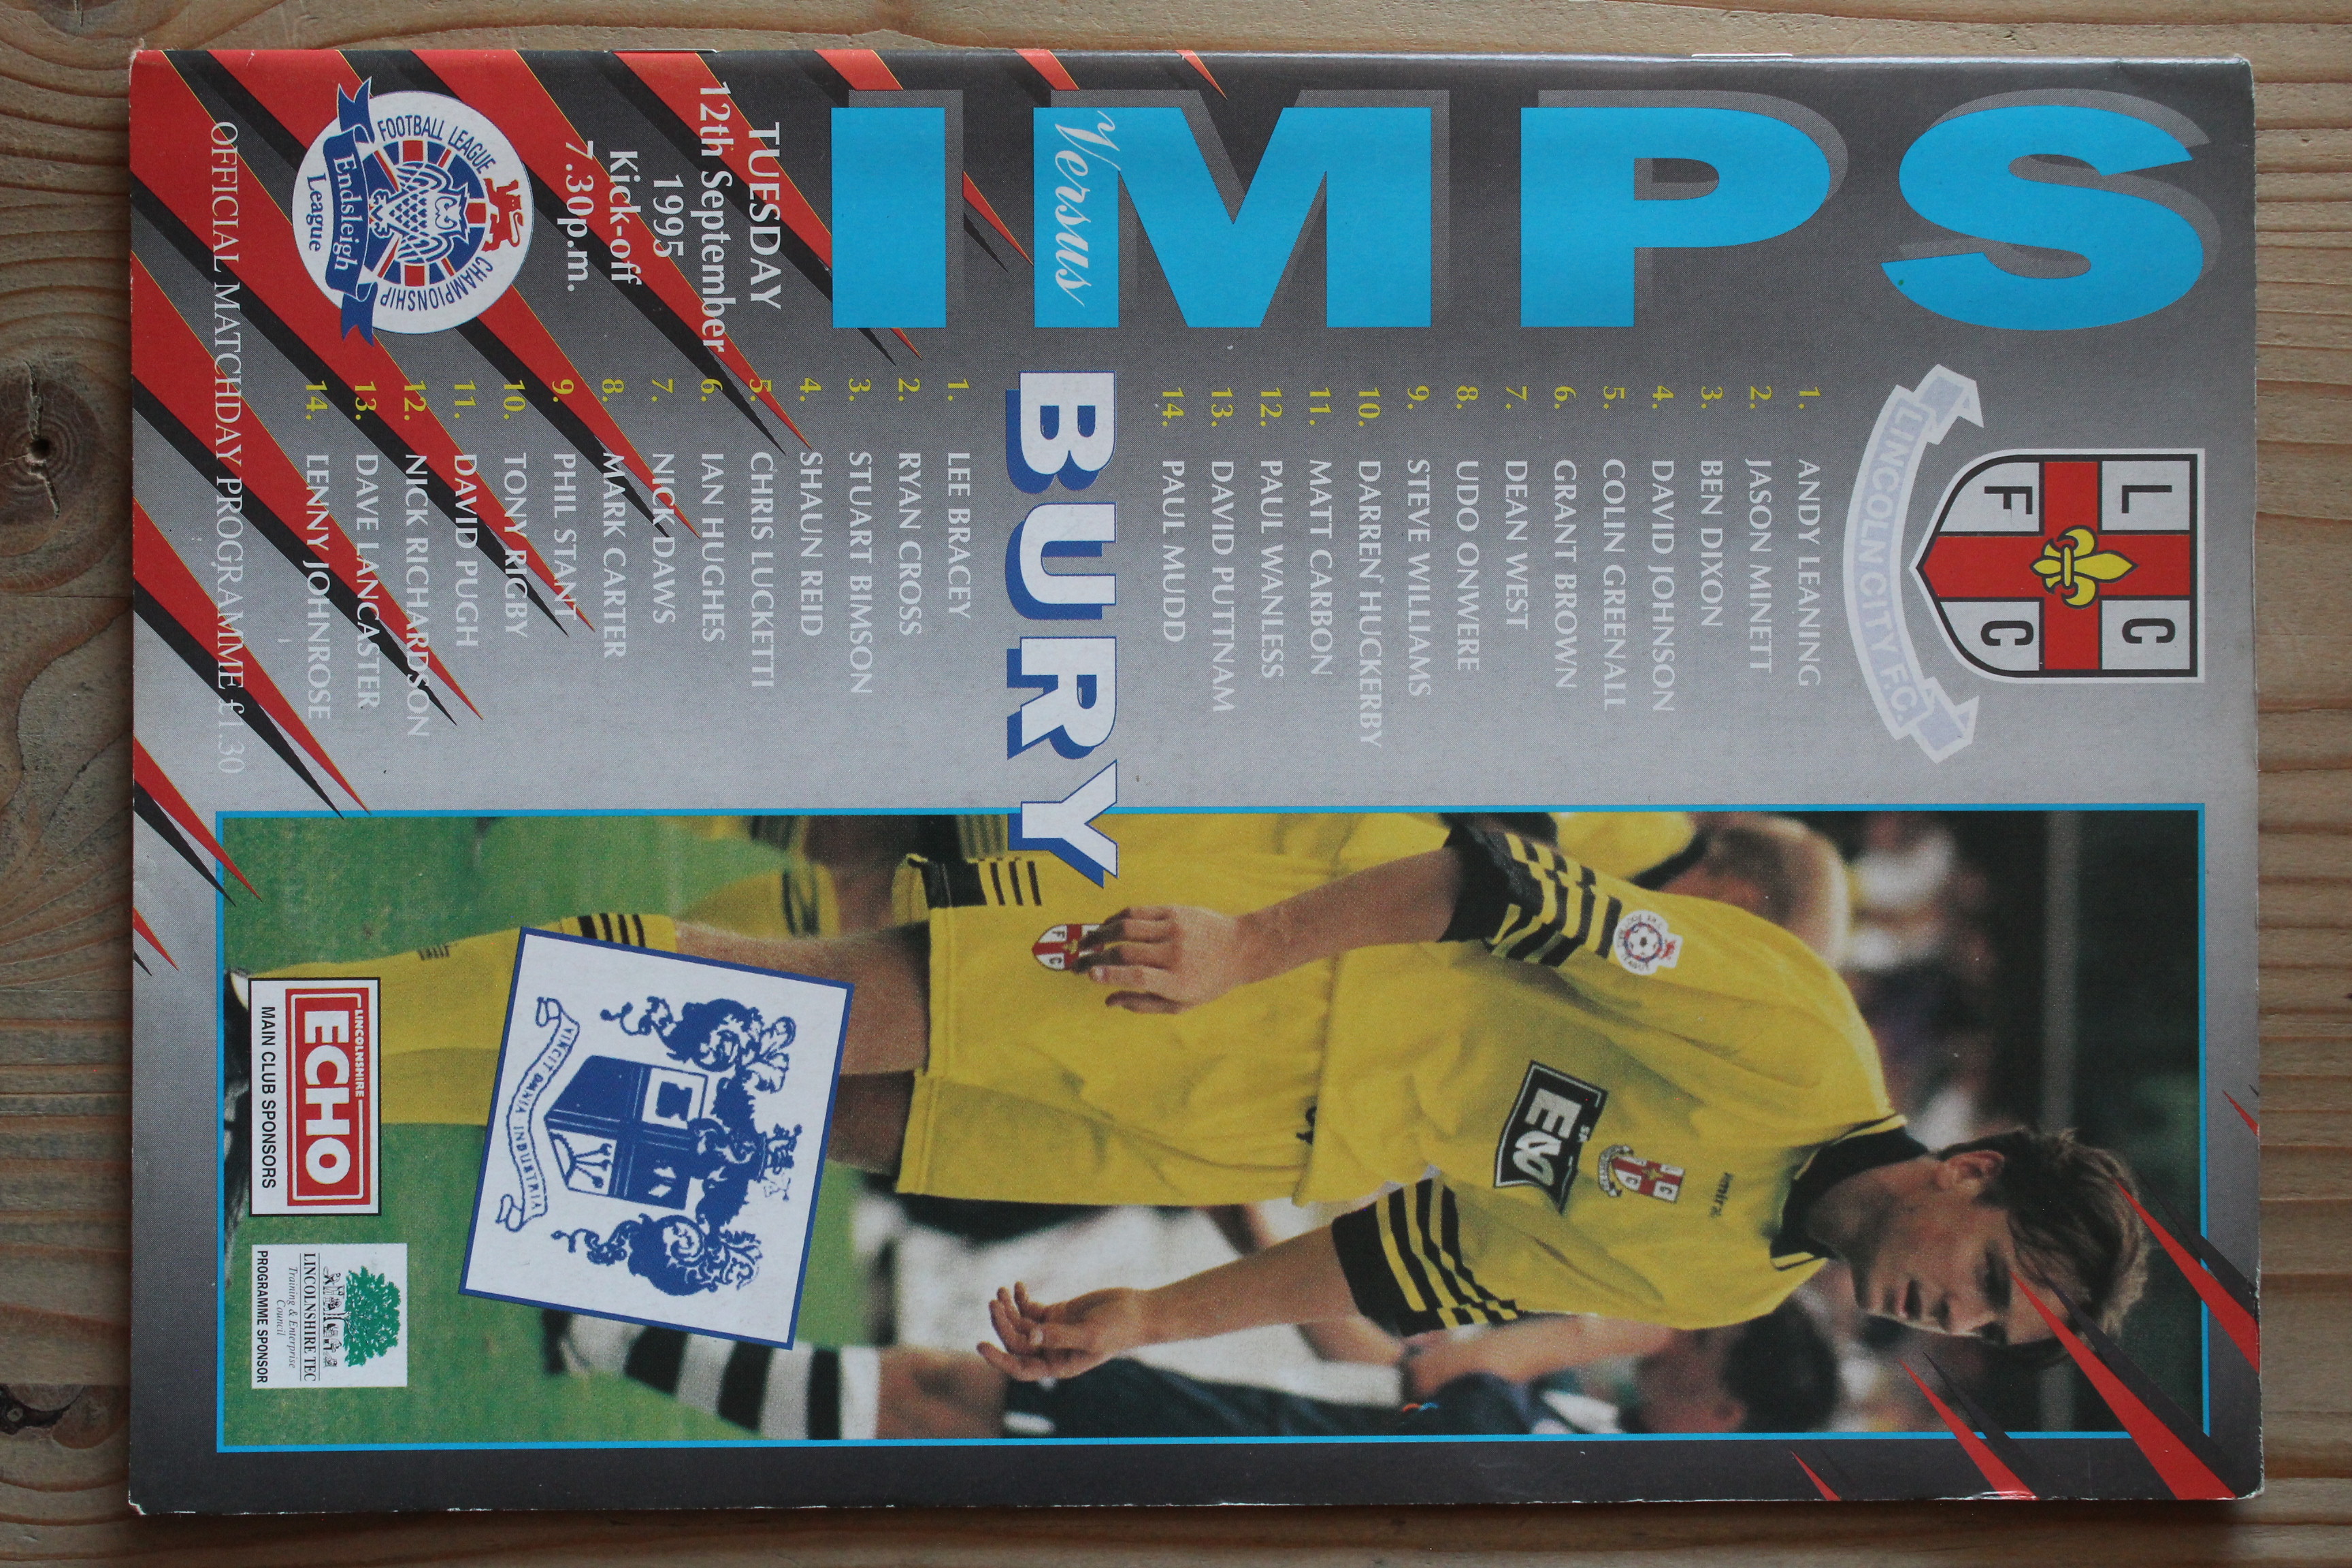 IMPS
L C
F C
LINCOLN CITY F.C.
1. ANDY LEANING
2. JASON MINETT
3. BEN DIXON
4. DAVID JOHNSON
5. COLIN GREENALL
6. GRANT BROWN
7. DEAN WEST
8. UDO ONWERE
9. STEVE WILLIAMS
10. DARREN HUCKERBY
11. MATT CARBON
12. PAUL WANLESS
13. DAVID PUTTNAM
14. PAUL MUDD
Versus
BURY
1. LEE BRACEY
2. RYAN CROSS
3. STUART BIMSON
4. SHAUN REID
5. CHRIS LUCKETTI
6. IAN HUGHES
7. NICK DAWS
8. MARK CARTER
9. PHIL STANT
10. TONY RIGBY
11. DAVID PUGH
12. NICK RICHARDSON
13. DAVE LANCASTER
14. LENNY JOHNROSE
TUESDAY
12th September
1995
Kick-off
7.30p.m.
FOOTBALL LEAGUE
CHAMPIONSHIP
Endsleigh
League
OFFICIAL MATCHDAY PROGRAMME £1.30
VINCIT OMNIA INDUSTRIA
LINCOLNSHIRE
ECHO
MAIN CLUB SPONSORS
LINCOLNSHIRE TEC
Training & Enterprise
Council
PROGRAMME SPONSOR